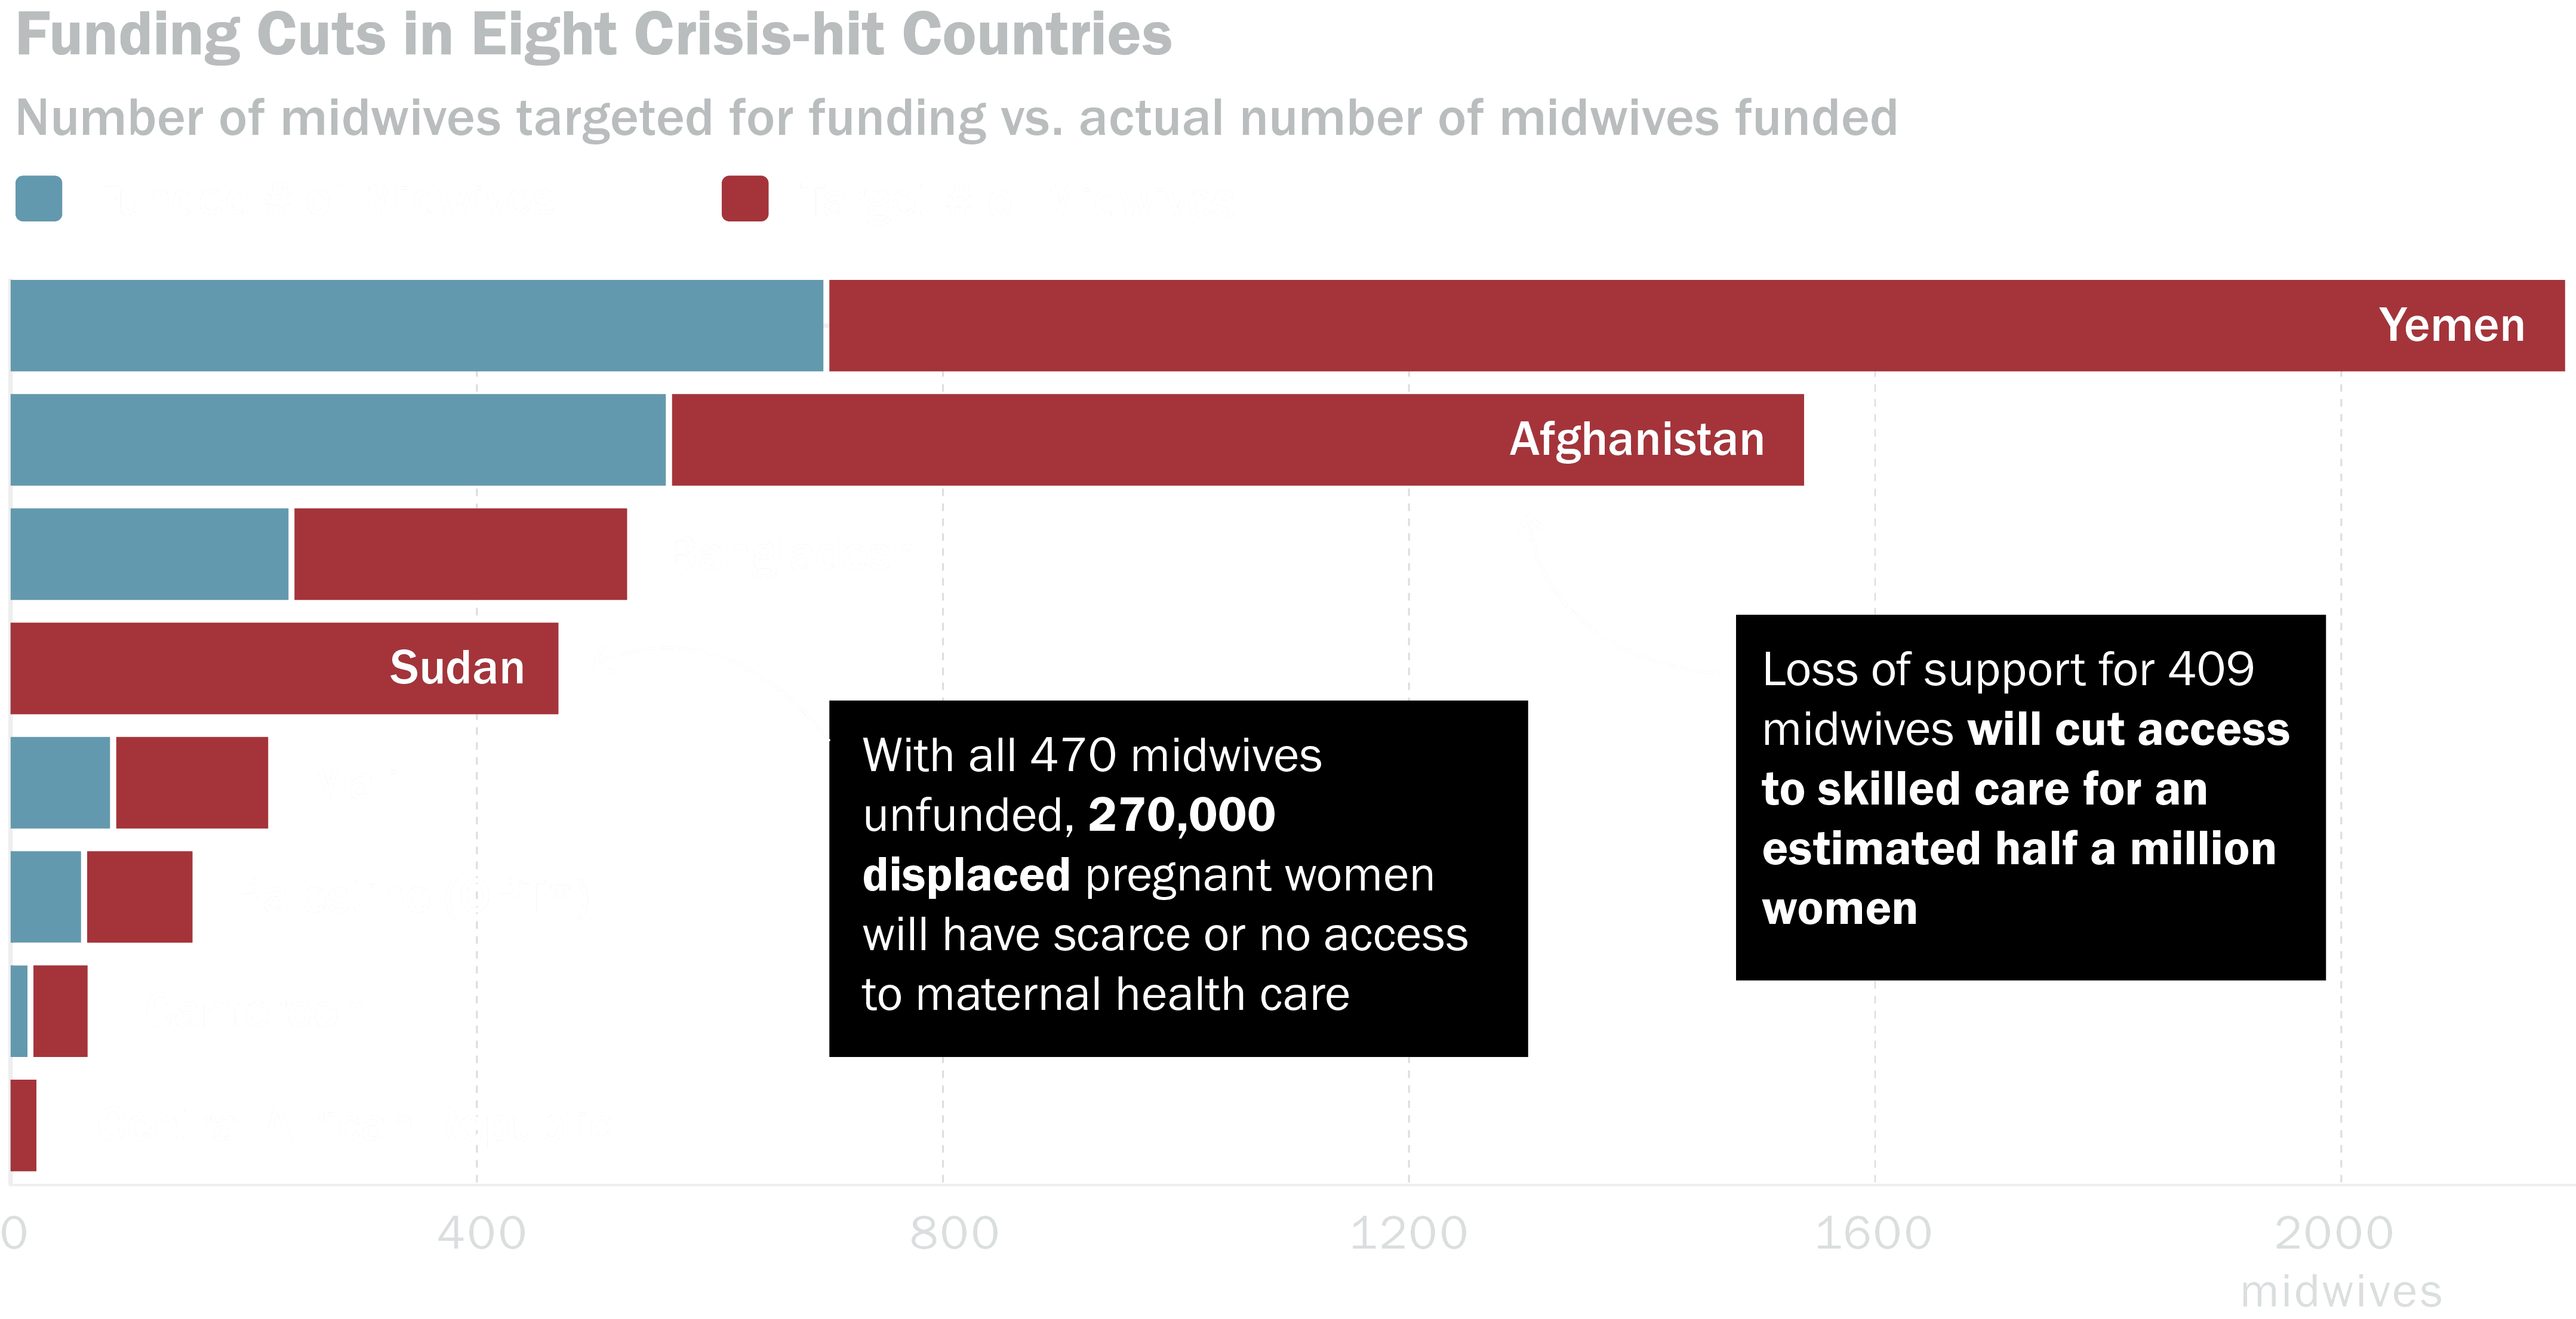 Funding Cuts in Eight Crisis-hit Countries
Number of midwives targeted for funding vs. actual number of midwives funded
Yemen
Afghanistan
Sudan
With all 470 midwives
unfunded, 270,000
displaced pregnant women
will have scarce or no access
to maternal health care
Loss of support for 409
midwives will cut access
to skilled care for an
estimated half a million
women
0 400 800 1200 1600 2000
midwives